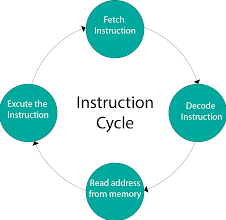 Fetch
Instruction
Decode
Instruction
Read address
from memory
Excute the
Instruction
Instruction
Cycle